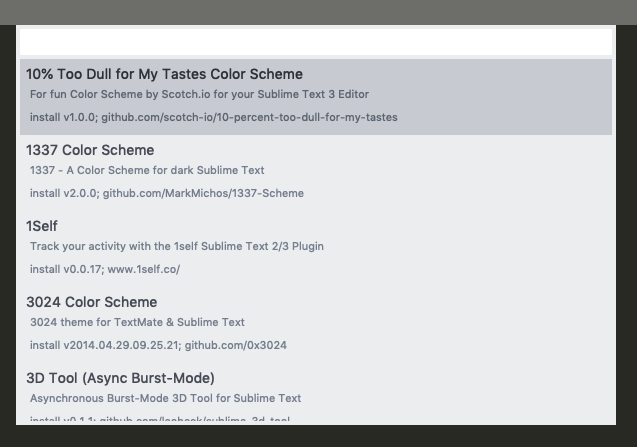 10% Too Dull for My Tastes Color Scheme
For fun Color Scheme by Scotch.io for your Sublime Text 3 Editor
install v1.0.0; github.com/scotch-io/10-percent-too-dull-for-my-tastes
1337 Color Scheme
1337 - A Color Scheme for dark Sublime Text
install v2.0.0; github.com/MarkMichos/1337-Scheme
1Self
Track your activity with the 1self Sublime Text 2/3 Plugin
install v0.0.17; www.1self.co/
3024 Color Scheme
3024 theme for TextMate & Sublime Text
install v2014.04.29.09.25.21; github.com/0x3024
3D Tool (Async Burst-Mode)
Asynchronous Burst-Mode 3D Tool for Sublime Text
install v0.1.1;